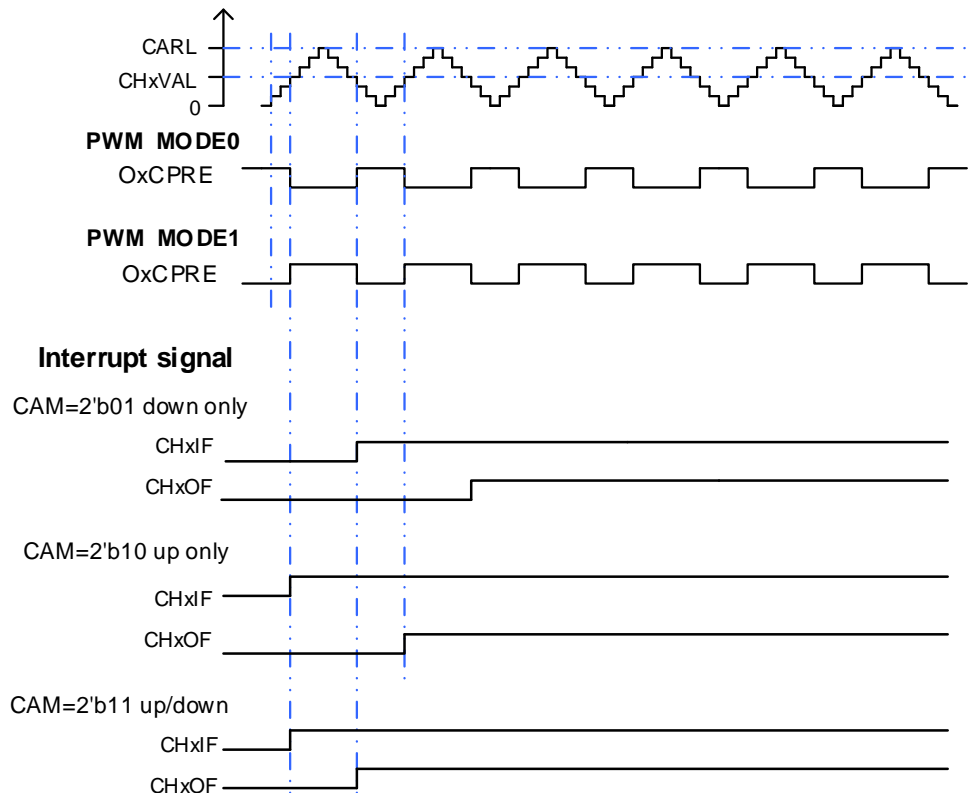 CARL
CHxVAL
0
PWM MODE0
OxCPRE
PWM MODE1
OxCPRE
Interrupt signal
CAM=2'b01 down only
CHxIF
CHxOF
CAM=2'b10 up only
CHxIF
CHxOF
CAM=2'b11 up/down
CHxIF
CHxOF